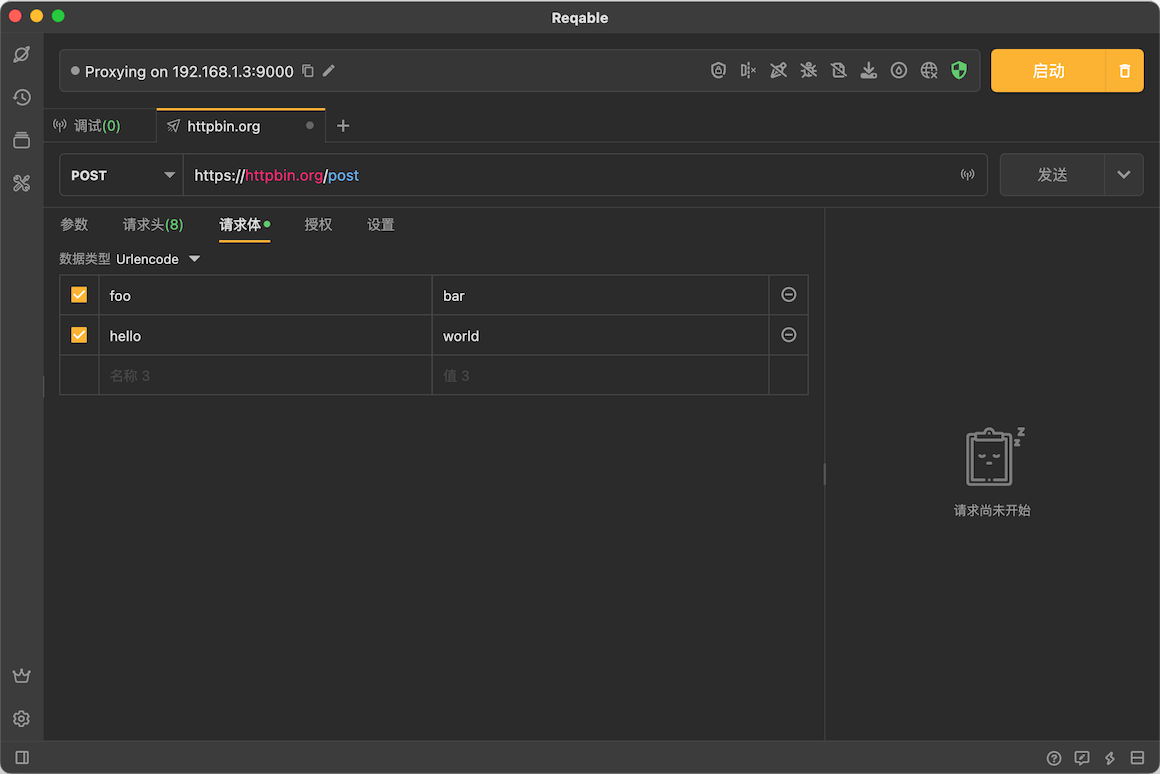 Reqable
Proxying on 192.168.1.3:9000
启动
调试(0)
httpbin.org
POST
https://httpbin.org/post
发送
参数
请求头(8)
请求体
授权
设置
数据类型 Urlencode
foo bar
hello world
名称 3 值 3
z
z
请求尚未开始